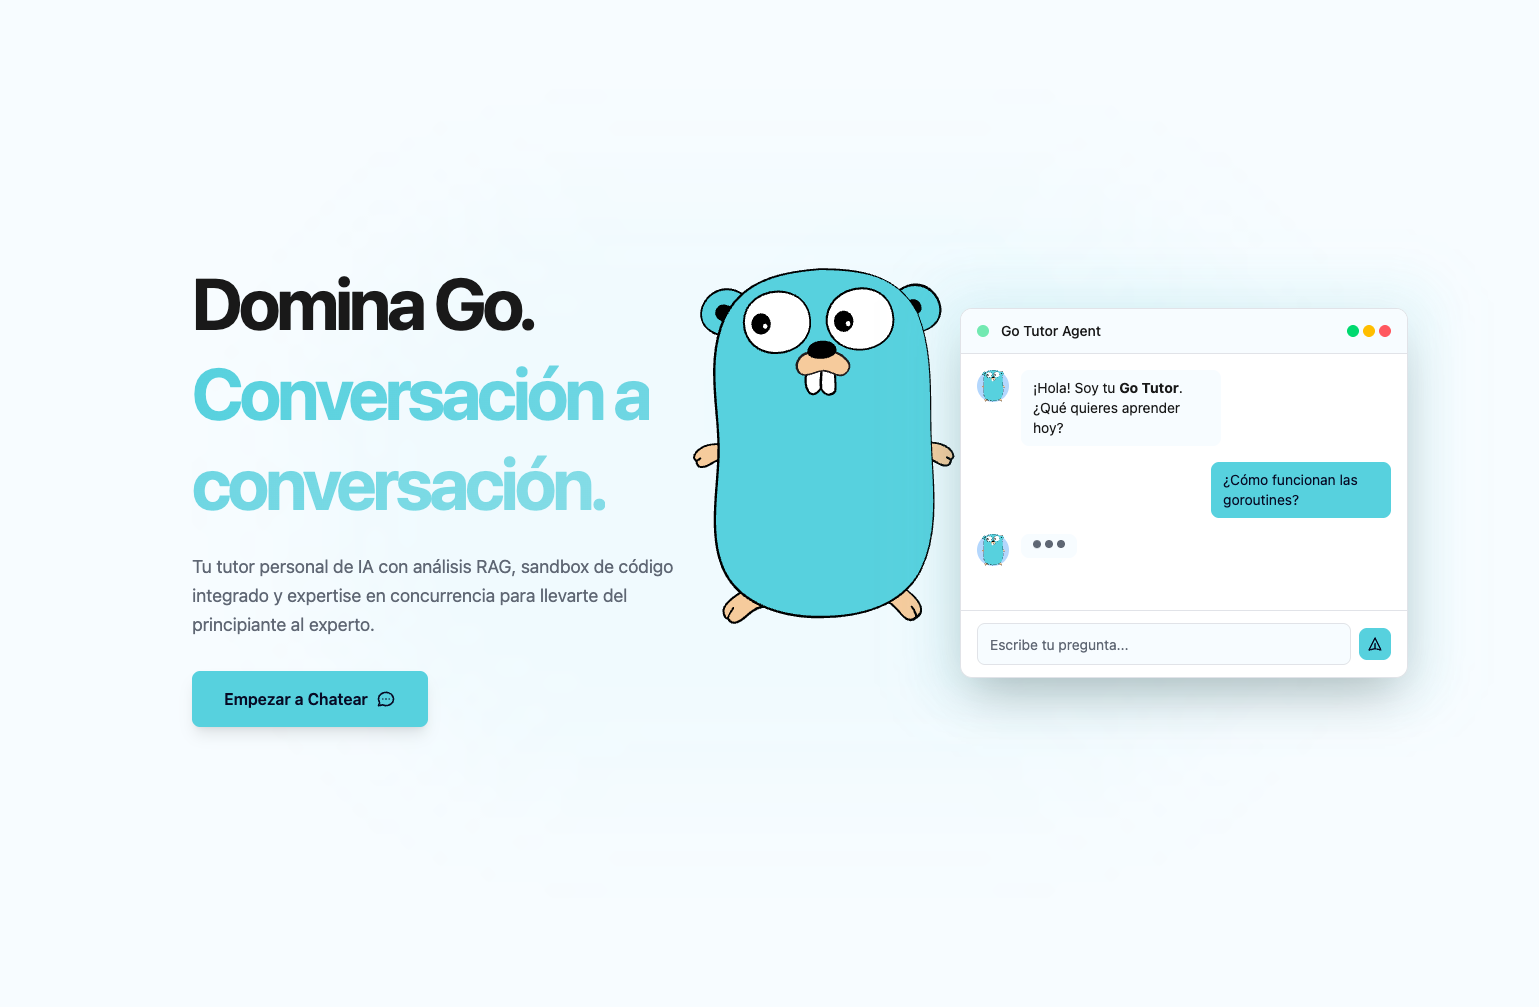 Domina Go.
Conversación a
conversación.
Tu tutor personal de IA con análisis RAG, sandbox de código
integrado y expertise en concurrencia para llevarte del
principiante al experto.
Empezar a Chatear
Go Tutor Agent
¡Hola! Soy tu Go Tutor.
¿Qué quieres aprender
hoy?
¿Cómo funcionan las
goroutines?
Escribe tu pregunta...